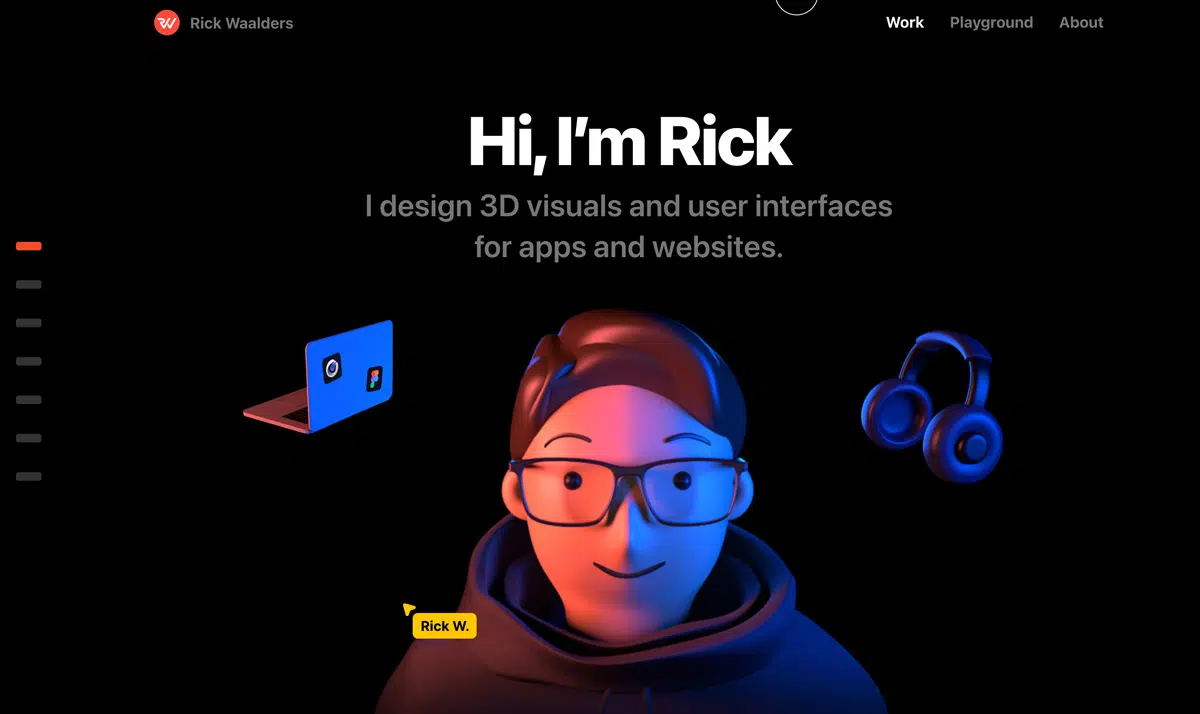 Rick Waalders
Work
Playground
About
Hi, I’m Rick
I design 3D visuals and user interfaces
for apps and websites.
Rick W.